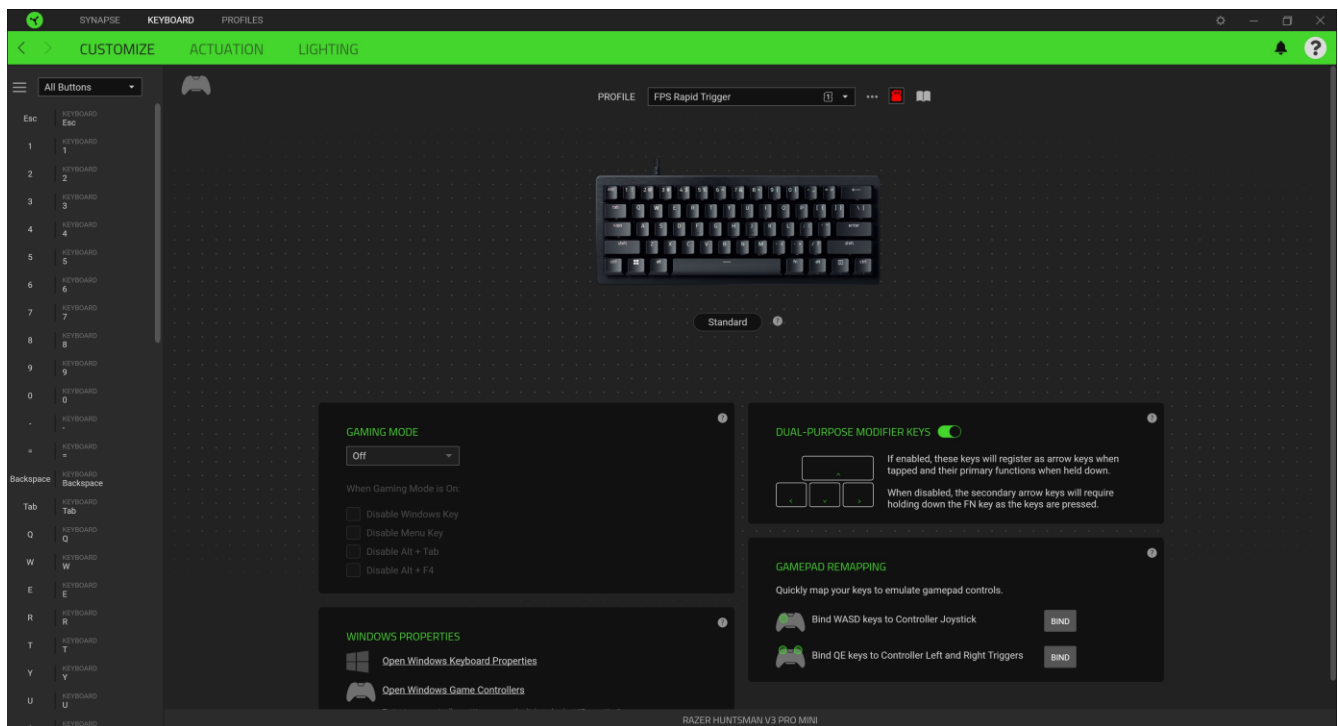 SYNAPSE KEYBOARD PROFILES
CUSTOMIZE ACTUATION LIGHTING
All Buttons
PROFILE FPS Rapid Trigger 1
Esc KEYBOARD
Esc
1 KEYBOARD
1
2 KEYBOARD
2
3 KEYBOARD
3
4 KEYBOARD
4
5 KEYBOARD
5
6 KEYBOARD
6
7 KEYBOARD
7
8 KEYBOARD
8
9 KEYBOARD
9
0 KEYBOARD
0
- KEYBOARD
-
= KEYBOARD
=
Backspace KEYBOARD
Backspace
Tab KEYBOARD
Tab
Q KEYBOARD
Q
W KEYBOARD
W
E KEYBOARD
E
R KEYBOARD
R
T KEYBOARD
T
Y KEYBOARD
Y
U KEYBOARD
U
KEYBOARD
Standard ?
GAMING MODE
Off
When Gaming Mode is On:
Disable Windows Key
Disable Menu Key
Disable Alt + Tab
Disable Alt + F4
WINDOWS PROPERTIES
Open Windows Keyboard Properties
Open Windows Game Controllers
DUAL-PURPOSE MODIFIER KEYS
If enabled, these keys will register as arrow keys when
tapped and their primary functions when held down.
When disabled, the secondary arrow keys will require
holding down the FN key as the keys are pressed.
GAMEPAD REMAPPING
Quickly map your keys to emulate gamepad controls.
Bind WASD keys to Controller Joystick BIND
Bind QE keys to Controller Left and Right Triggers BIND
RAZER HUNTSMAN V3 PRO MINI